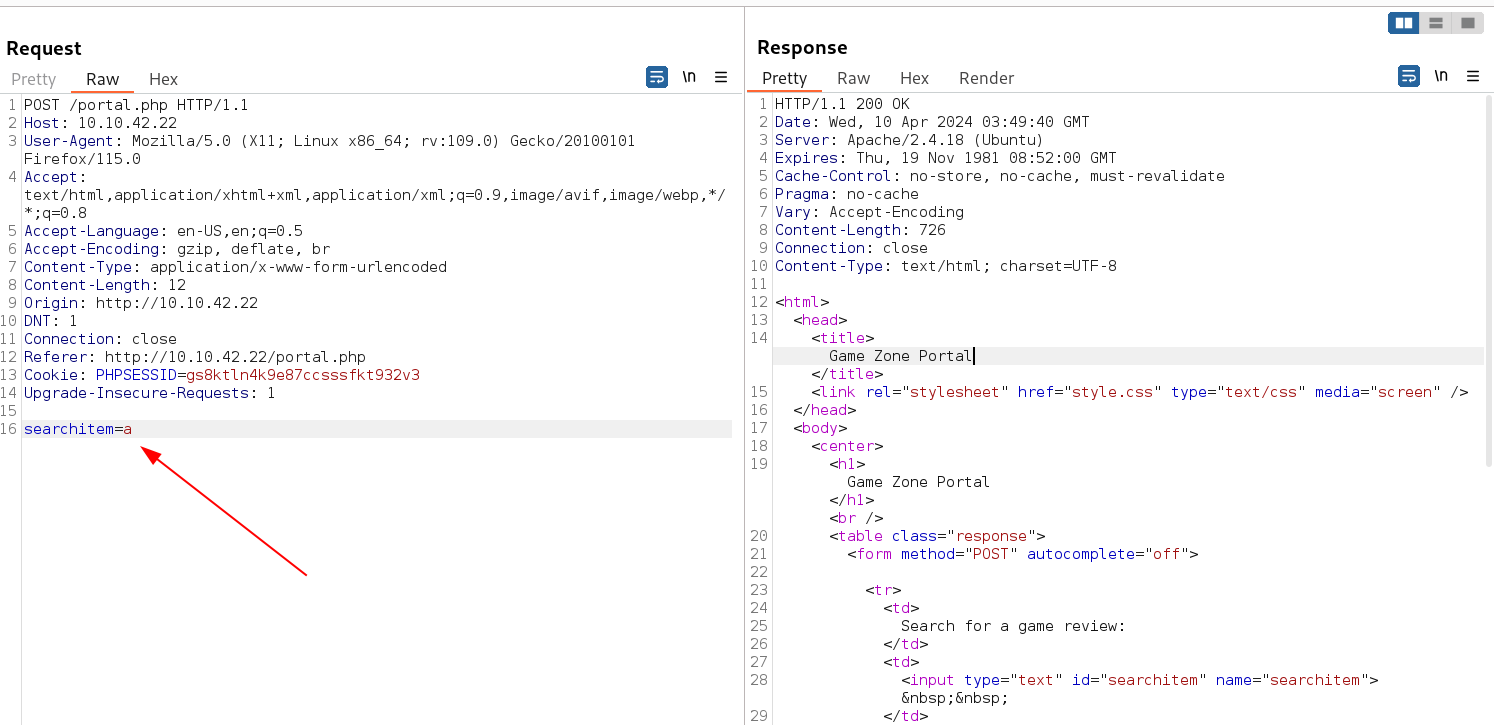 Request
Pretty Raw Hex
\n
1 POST /portal.php HTTP/1.1
2 Host: 10.10.42.22
3 User-Agent: Mozilla/5.0 (X11; Linux x86_64; rv:109.0) Gecko/20100101
Firefox/115.0
4 Accept:
text/html,application/xhtml+xml,application/xml;q=0.9,image/avif,image/webp,*/
*;q=0.8
5 Accept-Language: en-US,en;q=0.5
6 Accept-Encoding: gzip, deflate, br
7 Content-Type: application/x-www-form-urlencoded
8 Content-Length: 12
9 Origin: http://10.10.42.22
10 DNT: 1
11 Connection: close
12 Referer: http://10.10.42.22/portal.php
13 Cookie: PHPSESSID=gs8ktln4k9e87ccsssfkt932v3
14 Upgrade-Insecure-Requests: 1
15
16 searchitem=a
Response
Pretty Raw Hex Render
\n
1 HTTP/1.1 200 OK
2 Date: Wed, 10 Apr 2024 03:49:40 GMT
3 Server: Apache/2.4.18 (Ubuntu)
4 Expires: Thu, 19 Nov 1981 08:52:00 GMT
5 Cache-Control: no-store, no-cache, must-revalidate
6 Pragma: no-cache
7 Vary: Accept-Encoding
8 Content-Length: 726
9 Connection: close
10 Content-Type: text/html; charset=UTF-8
11
12 <html>
13 <head>
14 <title>
Game Zone Portal
</title>
15 <link rel="stylesheet" href="style.css" type="text/css" media="screen" />
16 </head>
17 <body>
18 <center>
19 <h1>
Game Zone Portal
</h1>
<br />
20 <table class="response">
21 <form method="POST" autocomplete="off">
22
23 <tr>
24 <td>
25 Search for a game review:
26 </td>
27 <td>
28 <input type="text" id="searchitem" name="searchitem">
&nbsp;&nbsp;
29 </td>